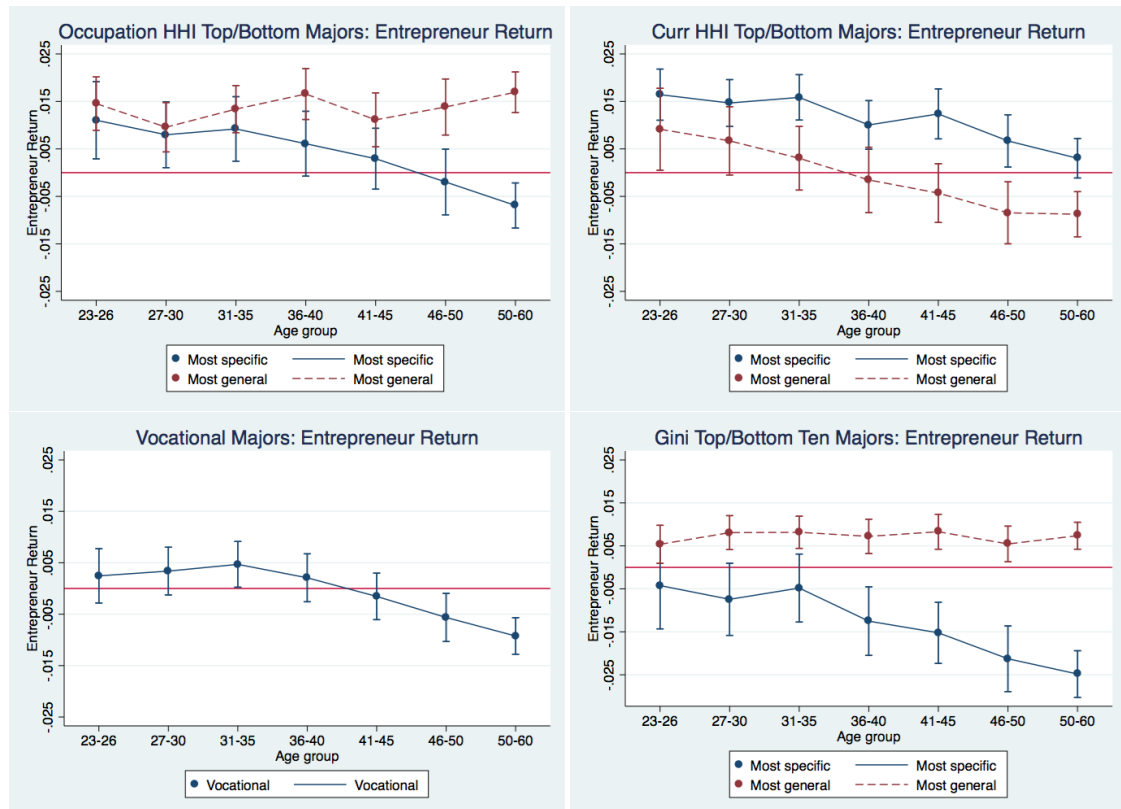 Occupation HHI Top/Bottom Majors: Entrepreneur Return
Entrepreneur Return
.025
.015
.005
-.005
-.015
-.025
23-26 27-30 31-35 36-40 41-45 46-50 50-60
Age group
Most specific Most specific
Most general Most general
Curr HHI Top/Bottom Majors: Entrepreneur Return
Entrepreneur Return
.025
.015
.005
-.005
-.015
-.025
23-26 27-30 31-35 36-40 41-45 46-50 50-60
Age group
Most specific Most specific
Most general Most general
Vocational Majors: Entrepreneur Return
Entrepreneur Return
.025
.015
.005
-.005
-.015
-.025
23-26 27-30 31-35 36-40 41-45 46-50 50-60
Age group
Vocational Vocational
Gini Top/Bottom Ten Majors: Entrepreneur Return
Entrepreneur Return
.025
.015
.005
-.005
-.015
-.025
23-26 27-30 31-35 36-40 41-45 46-50 50-60
Age group
Most specific Most specific
Most general Most general